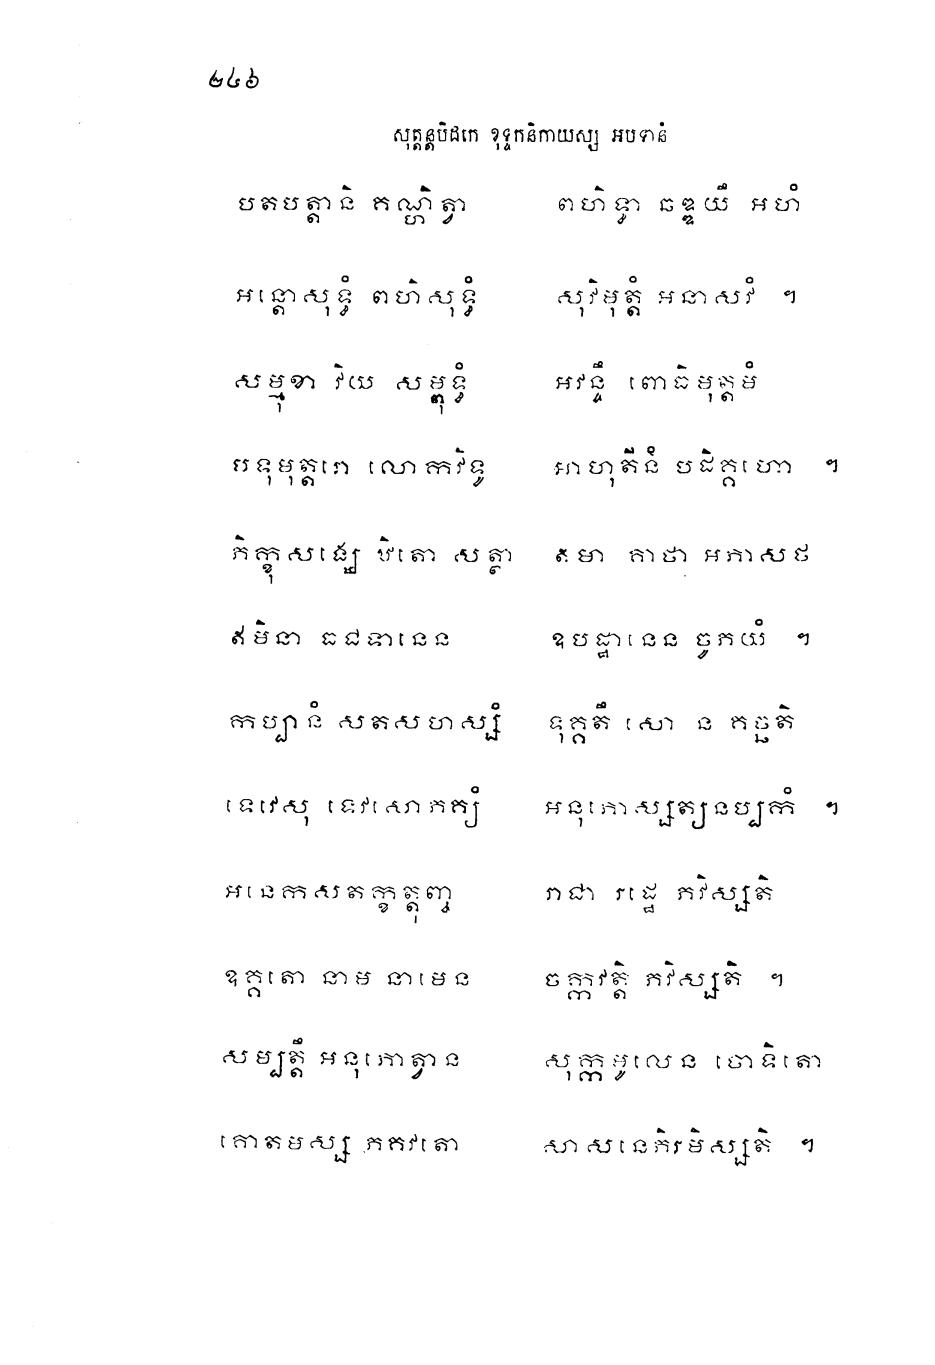 ២៤៦
សុត្តន្តបិដកេ ខុទ្ទកនិកាយស្ស អបទានំ
បតបត្តានិ គណ្ហិត្វា ពហិទ្ធា ឆឌ្ឌយឹ អហំ
អន្តោសុទ្ធំ ពហិសុទ្ធំ សុវិមុត្តំ អនាសវំ ។
សម្មុខា វិយ សម្ពុទ្ធំ អវន្ទឹ ពោធិមុត្តមំ
បទុមុត្តរោ លោកវិទូ អាហុតីនំ បដិគ្គហោ ។
ភិក្ខុសង្ឃេ ឋិតោ សត្ថា ឥមា គាថា អភាសថ
ឥមិនា ធជទានេន ឧបដ្ឋានេន ចូភយំ ។
កប្បានំ សតសហស្សំ ទុគ្គតឹ សោ ន គច្ឆតិ
ទេវេសុ ទេវសោភគ្យំ អនុភោស្សត្យនប្បកំ ។
អនេកសតក្ខត្តុញ្ច រាជា រដ្ឋេ ភវិស្សតិ
ឧគ្គតោ នាម នាមេន ចក្កវត្តិ ភវិស្សតិ ។
សម្បត្តឹ អនុភោត្វាន សុក្កមូលេន ចោទិតោ
គោតមស្ស ភគវតោ សាសនេភិរមិស្សតិ ។